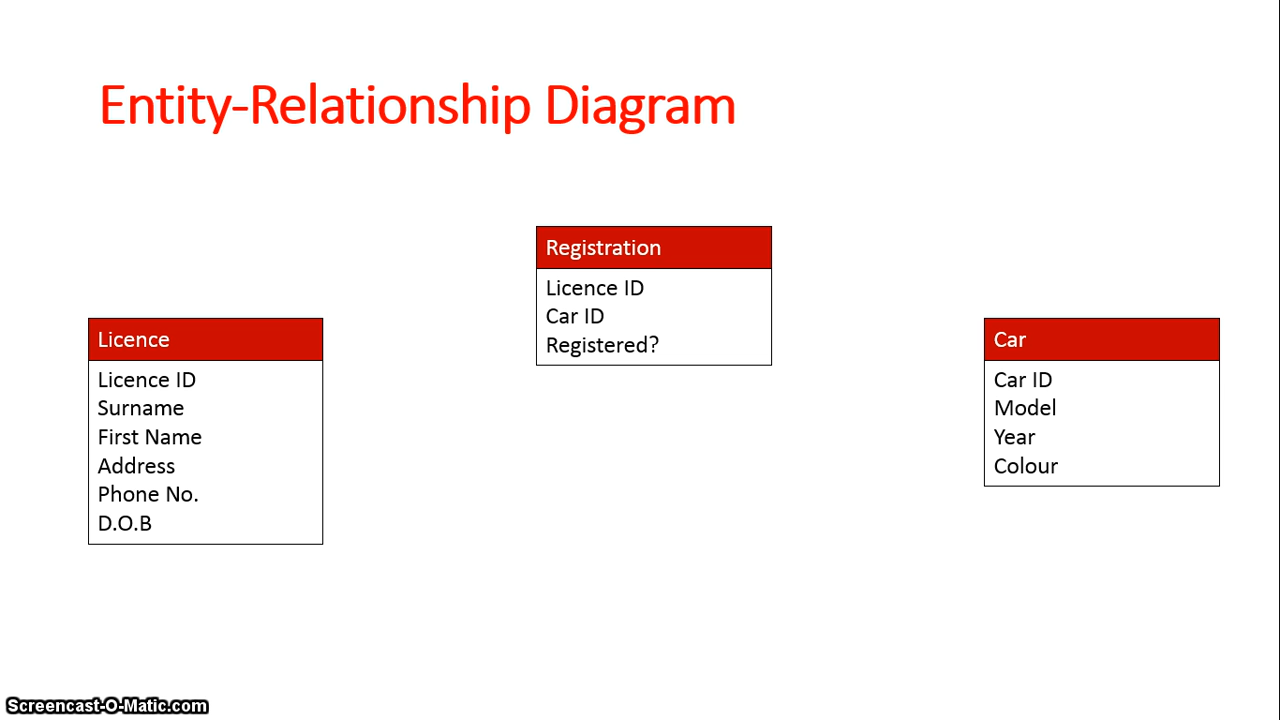 Entity-Relationship Diagram
Registration
Licence ID
Car ID
Registered?
Licence
Licence ID
Surname
First Name
Address
Phone No.
D.O.B
Car
Car ID
Model
Year
Colour
Screencast-O-Matic.com